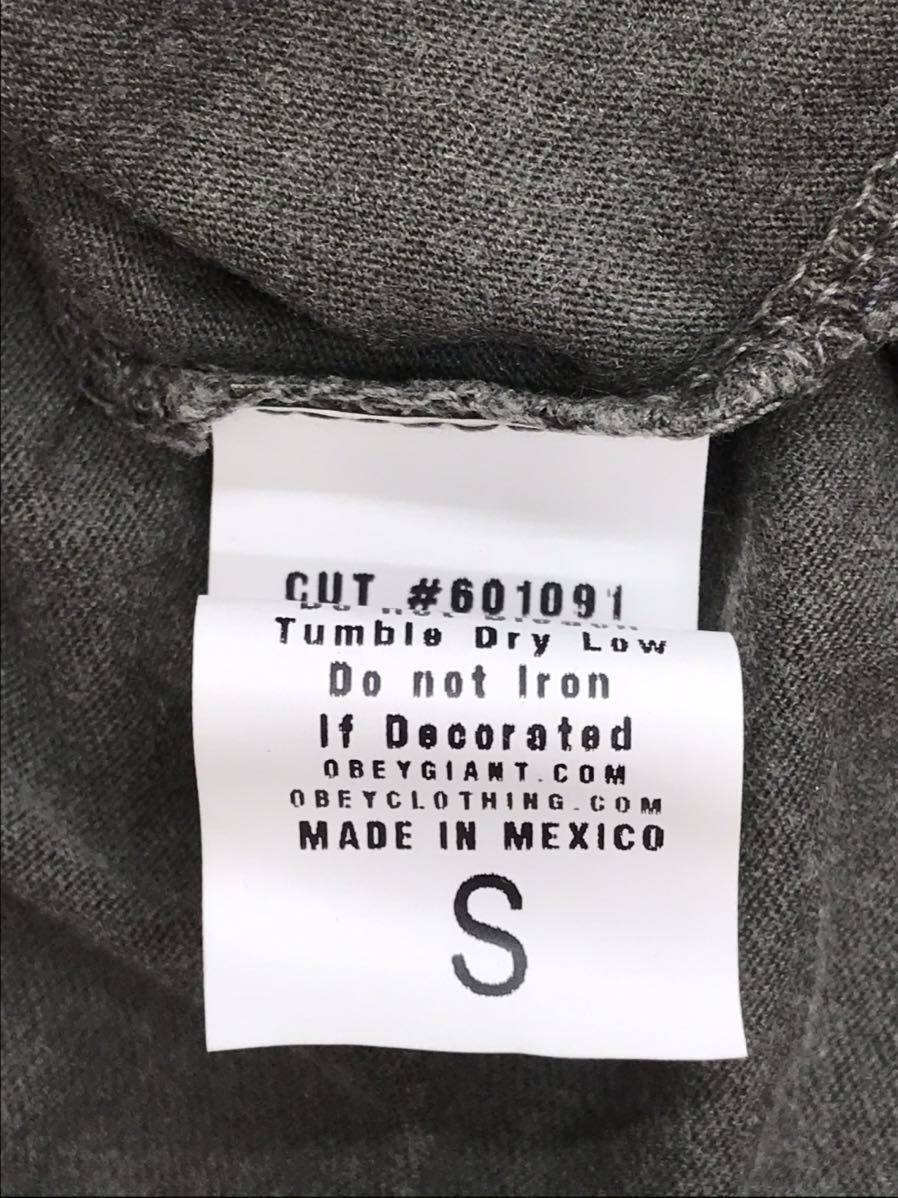 CUT #601091
Tumble Dry Low
Do not Iron
If Decorated
OBEYGIANT.COM
OBEYCLOTHING.COM
MADE IN MEXICO
S